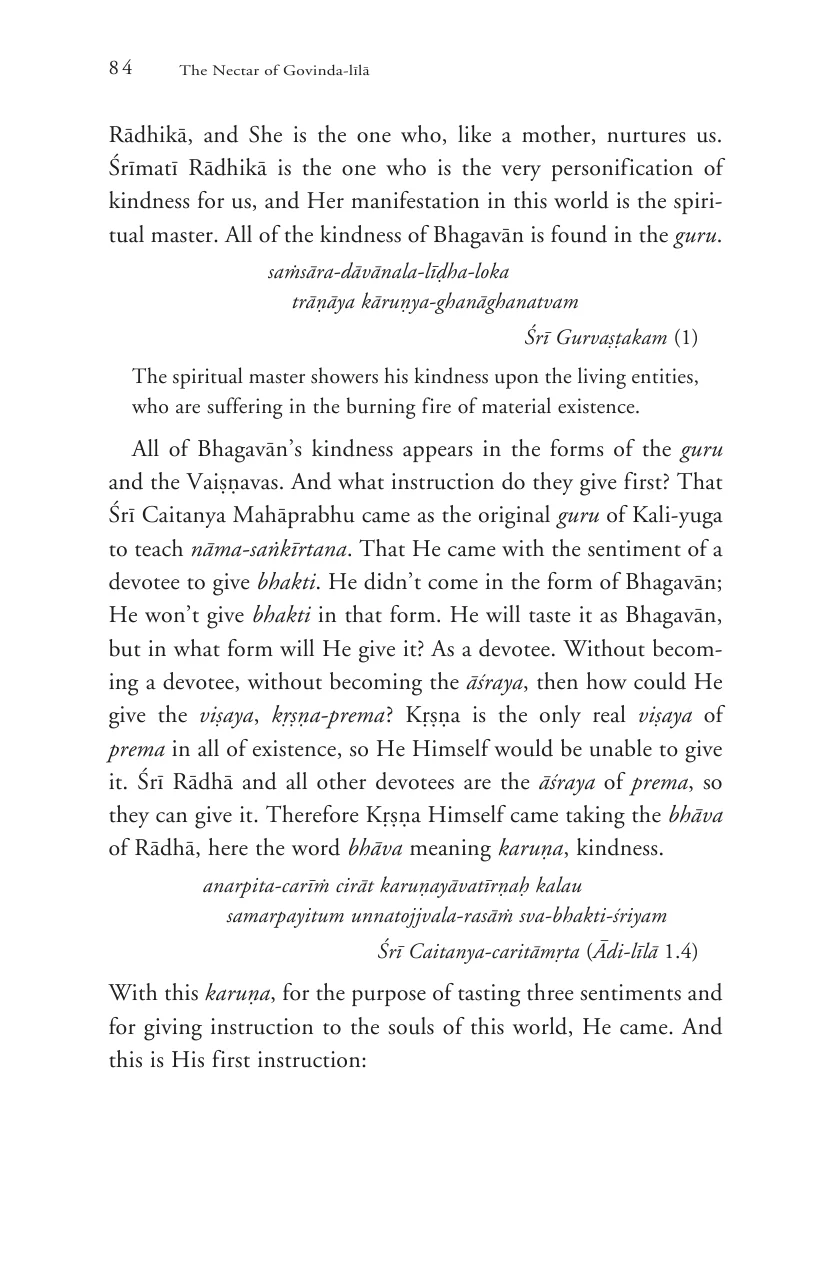 84 The Nectar of Govinda-līlā
Rādhikā, and She is the one who, like a mother, nurtures us.
Śrīmatī Rādhikā is the one who is the very personification of
kindness for us, and Her manifestation in this world is the spiri-
tual master. All of the kindness of Bhagavān is found in the guru.
saṁsāra-dāvānala-līḍha-loka
trāṇāya kāruṇya-ghanāghanatvam
Śrī Gurvaṣṭakam (1)
The spiritual master showers his kindness upon the living entities,
who are suffering in the burning fire of material existence.
All of Bhagavān’s kindness appears in the forms of the guru
and the Vaiṣṇavas. And what instruction do they give first? That
Śrī Caitanya Mahāprabhu came as the original guru of Kali-yuga
to teach nāma-saṅkīrtana. That He came with the sentiment of a
devotee to give bhakti. He didn’t come in the form of Bhagavān;
He won’t give bhakti in that form. He will taste it as Bhagavān,
but in what form will He give it? As a devotee. Without becom-
ing a devotee, without becoming the āśraya, then how could He
give the viṣaya, kṛṣṇa-prema? Kṛṣṇa is the only real viṣaya of
prema in all of existence, so He Himself would be unable to give
it. Śrī Rādhā and all other devotees are the āśraya of prema, so
they can give it. Therefore Kṛṣṇa Himself came taking the bhāva
of Rādhā, here the word bhāva meaning karuṇa, kindness.
anarpita-carīṁ cirāt karuṇayāvatīrṇaḥ kalau
samarpayitum unnatojjvala-rasāṁ sva-bhakti-śriyam
Śrī Caitanya-caritāmṛta (Ādi-līlā 1.4)
With this karuṇa, for the purpose of tasting three sentiments and
for giving instruction to the souls of this world, He came. And
this is His first instruction: